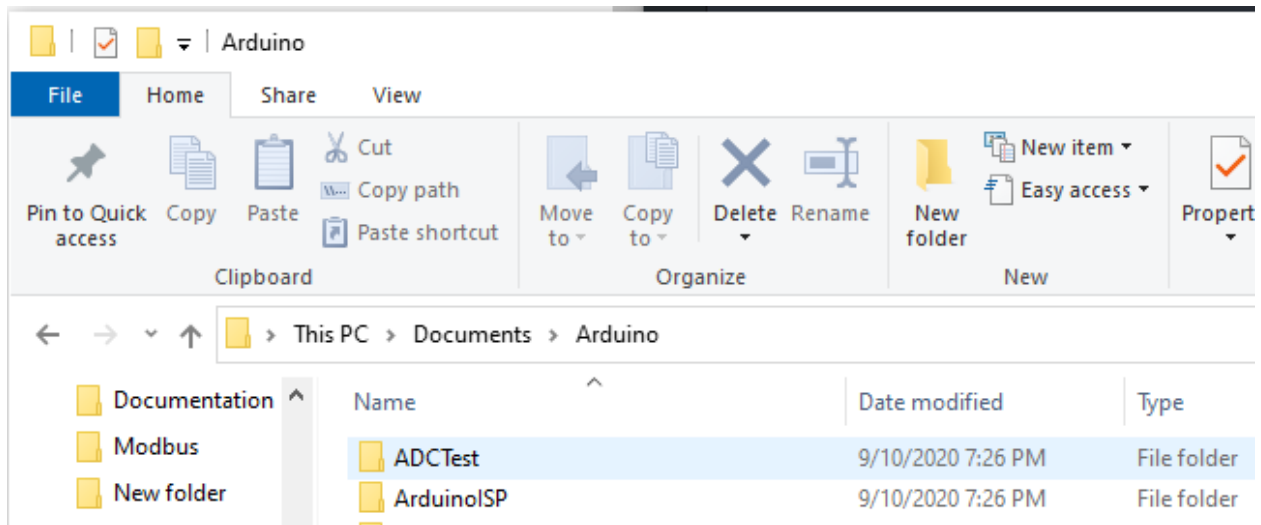 Arduino
File Home Share View
Pin to Quick access
Copy
Paste
Cut
Copy path
Paste shortcut
Clipboard
Move to
Copy to
Delete
Rename
Organize
New folder
New item
Easy access
New
Propert
This PC > Documents > Arduino
Documentation
Modbus
New folder
Name Date modified Type
ADCTest 9/10/2020 7:26 PM File folder
ArduinoISP 9/10/2020 7:26 PM File folder